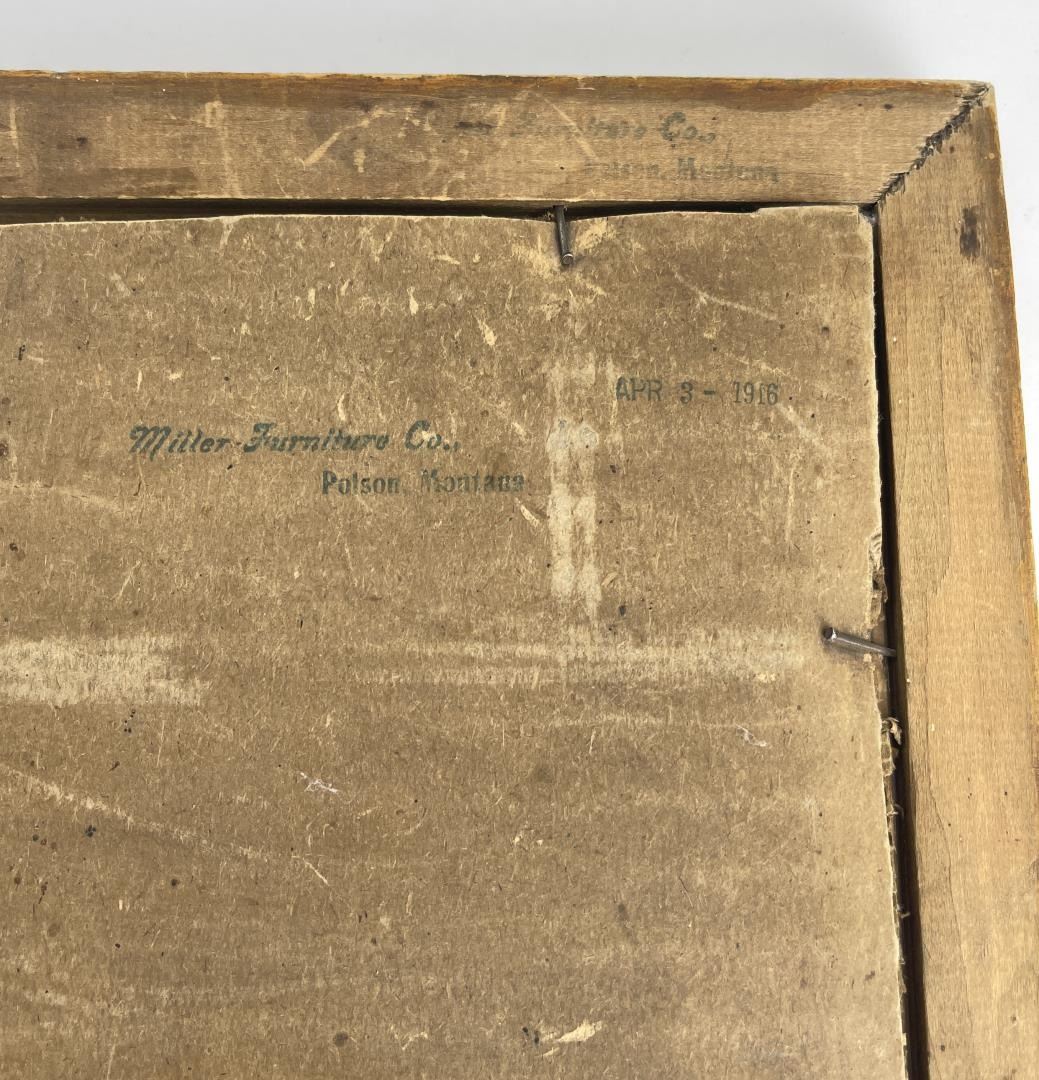 Furniture Co.,
Polson, Montana
APR 3 - 1916
Miller Furniture Co.,
Polson, Montana